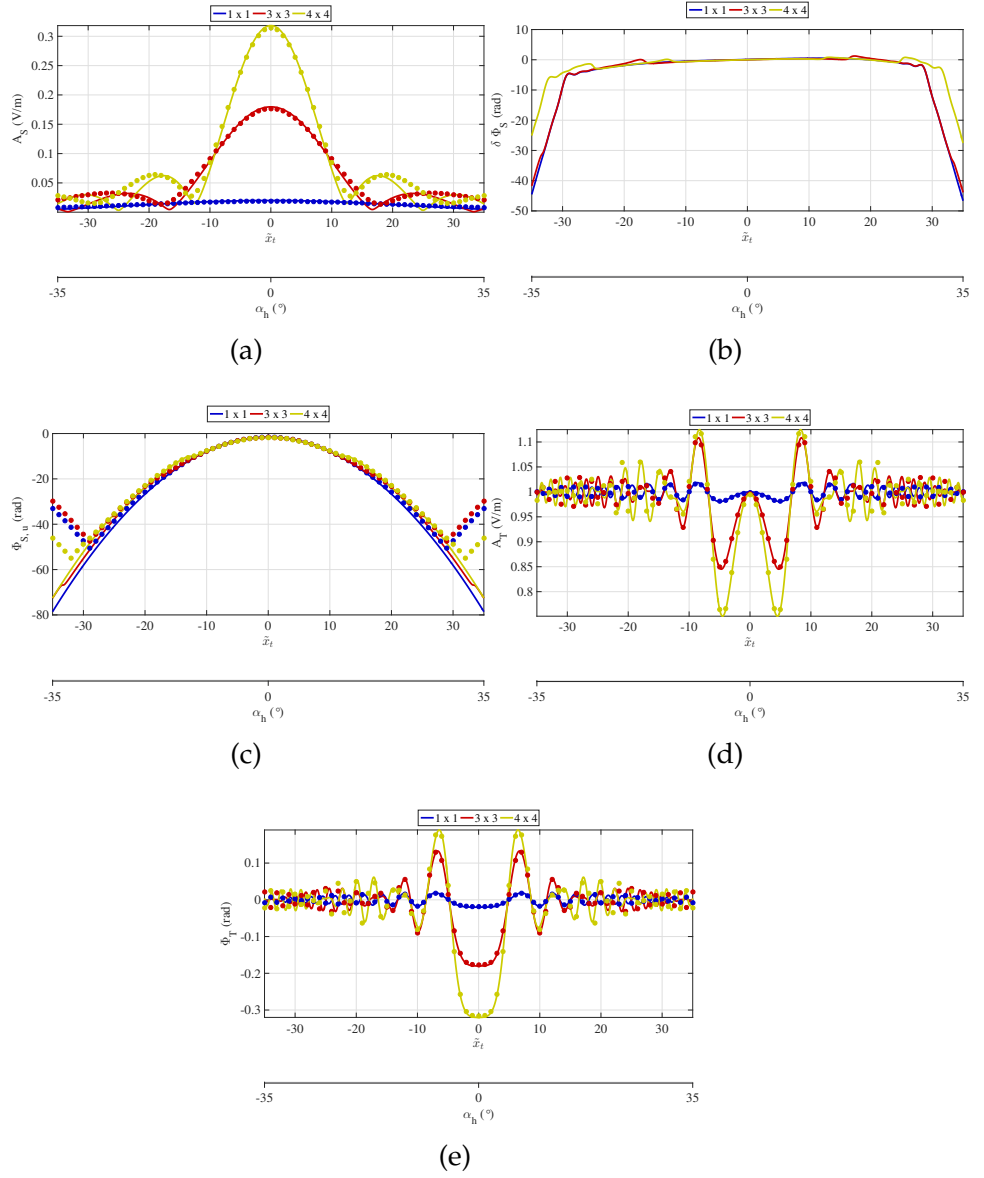 1 x 1 3 x 3 4 x 4
0.3
0.25
0.2
0.15
0.1
0.05
A_S (V/m)
-30 -20 -10 0 10 20 30
x̃_t
-35 0 35
α_h (°)
(a)
1 x 1 3 x 3 4 x 4
10
0
-10
-20
-30
-40
-50
δ Φ_S (rad)
-30 -20 -10 0 10 20 30
x̃_t
-35 0 35
α_h (°)
(b)
1 x 1 3 x 3 4 x 4
0
-20
-40
-60
-80
Φ_S, u (rad)
-30 -20 -10 0 10 20 30
x̃_t
-35 0 35
α_h (°)
(c)
1 x 1 3 x 3 4 x 4
1.1
1.05
1
0.95
0.9
0.85
0.8
A_T (V/m)
-30 -20 -10 0 10 20 30
x̃_t
-35 0 35
α_h (°)
(d)
1 x 1 3 x 3 4 x 4
0.1
0
-0.1
-0.2
-0.3
Φ_T (rad)
-30 -20 -10 0 10 20 30
x̃_t
-35 0 35
α_h (°)
(e)